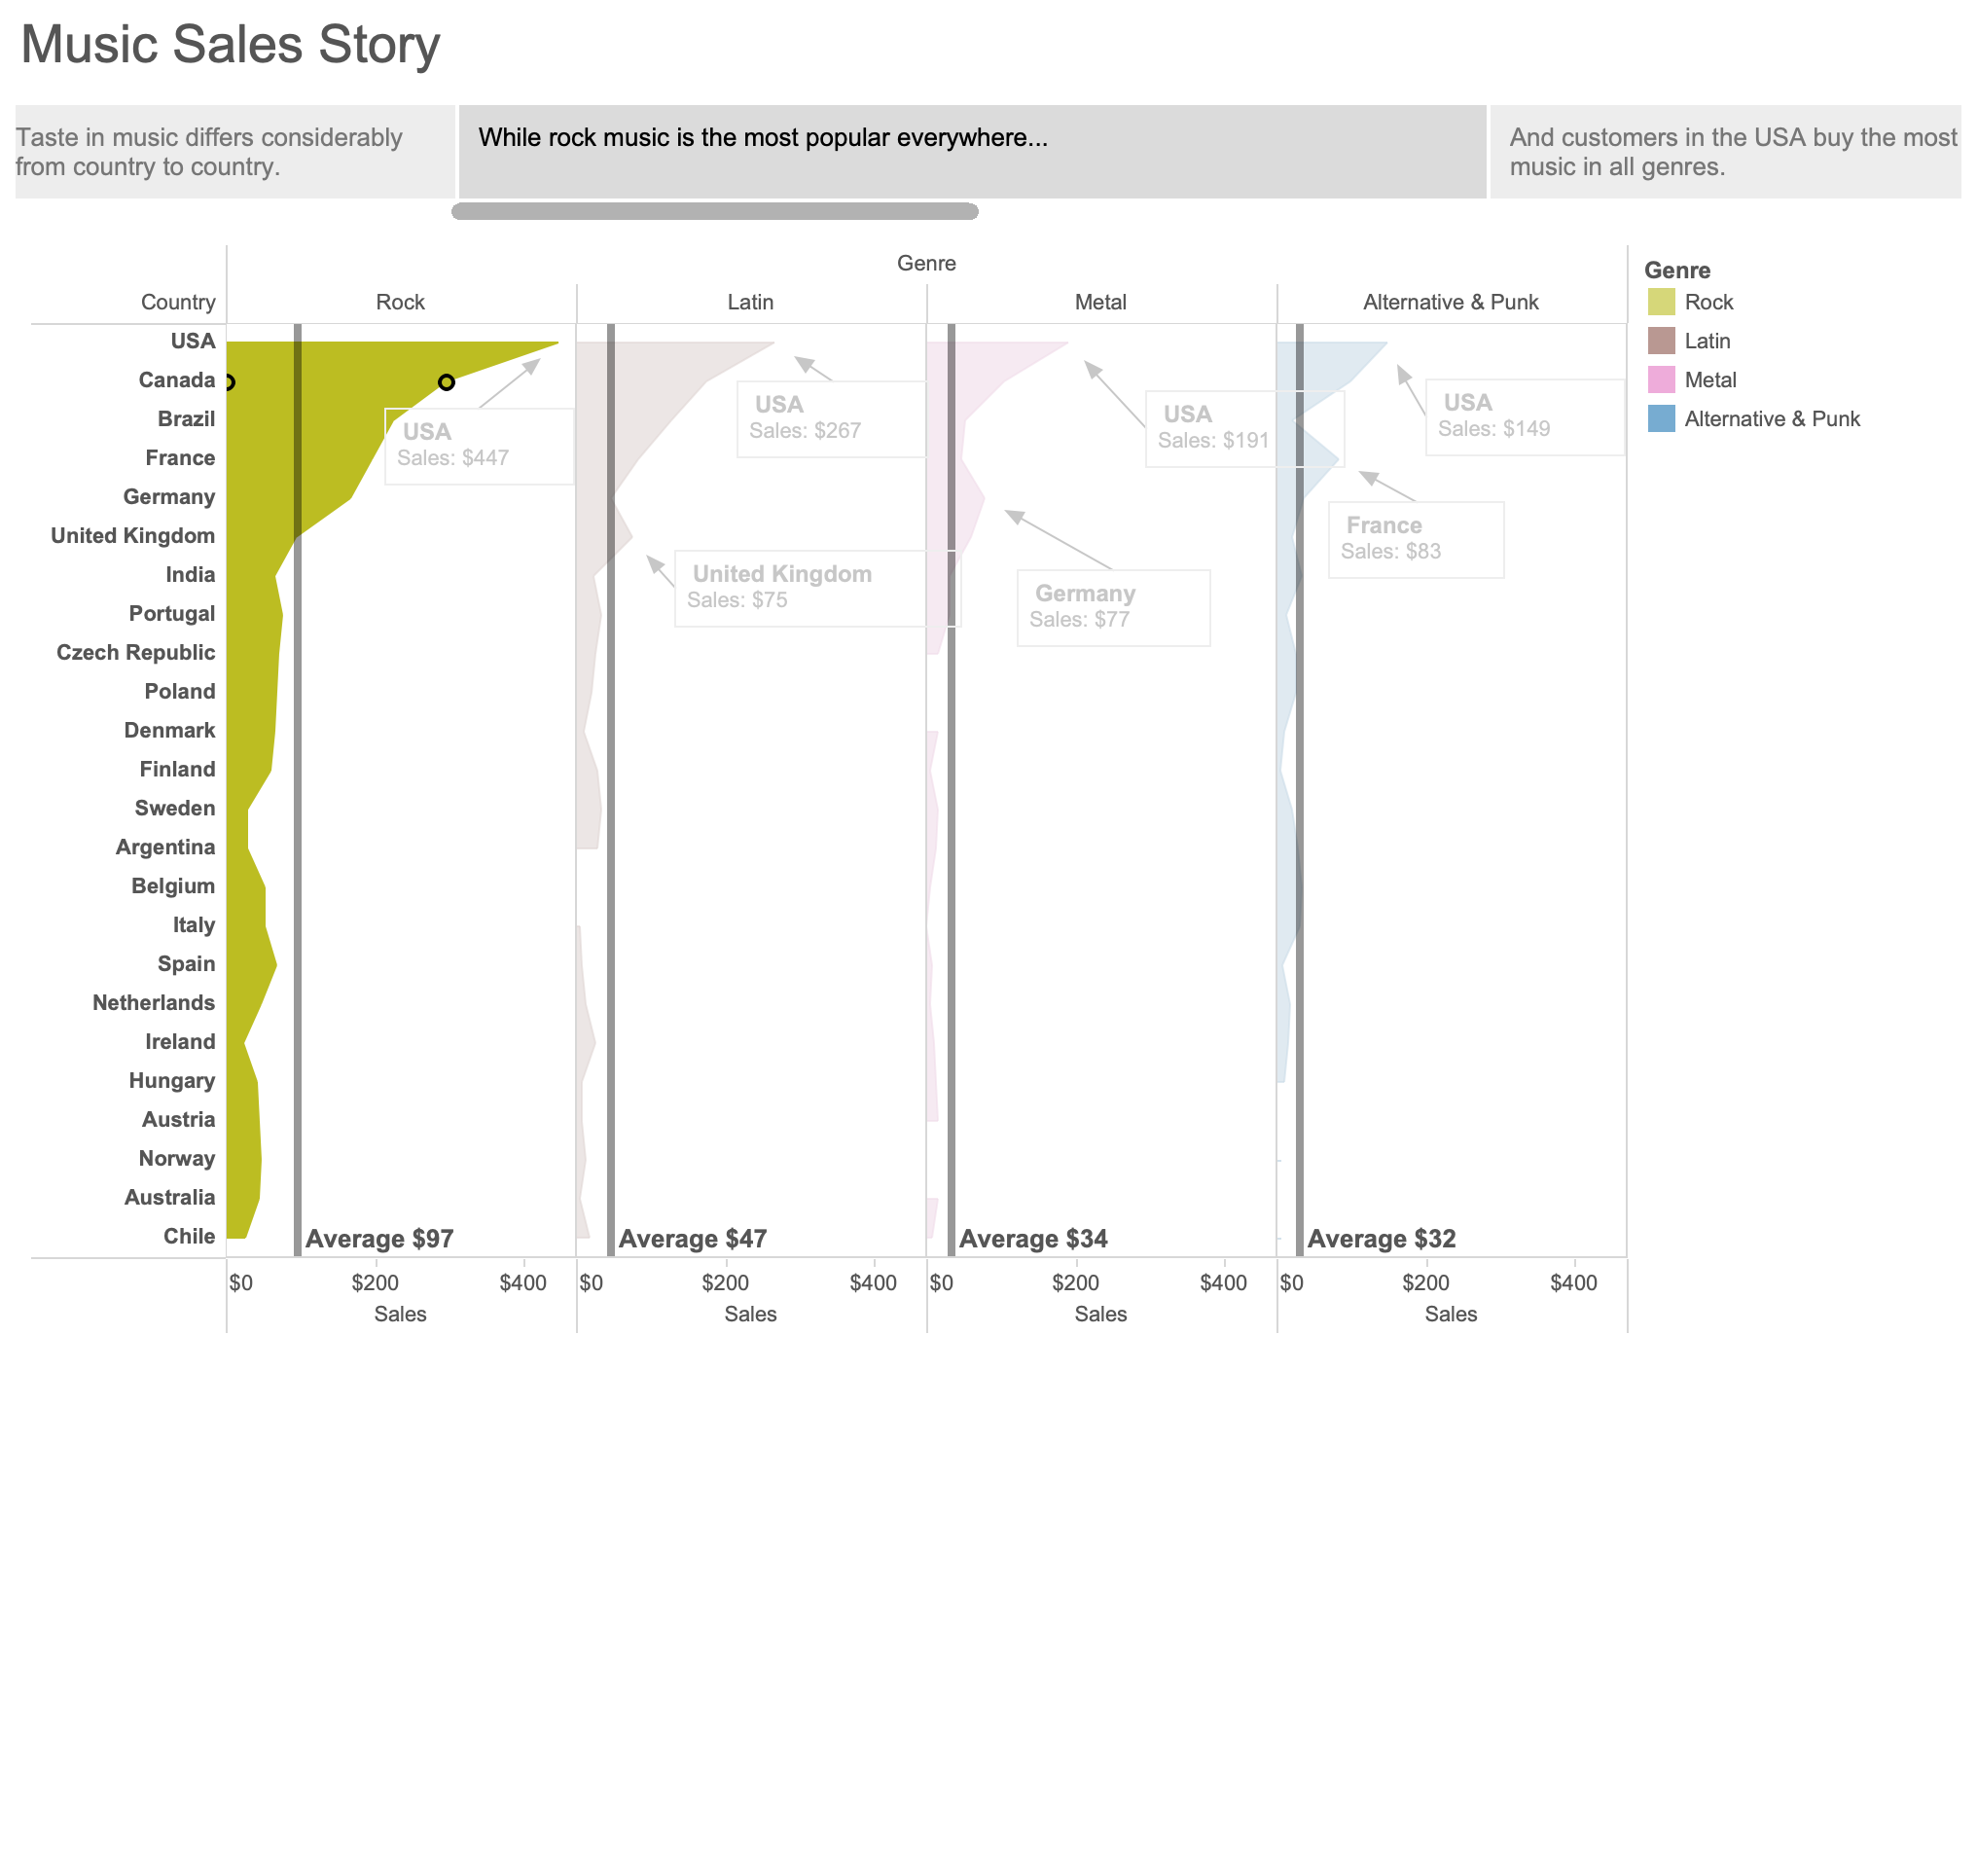 Music Sales Story
Taste in music differs considerably
from country to country.
While rock music is the most popular everywhere...
And customers in the USA buy the most
music in all genres.
Genre
Country
Rock
Latin
Metal
Alternative & Punk
Genre
Rock
Latin
Metal
Alternative & Punk
USA
Canada
Brazil
France
Germany
United Kingdom
India
Portugal
Czech Republic
Poland
Denmark
Finland
Sweden
Argentina
Belgium
Italy
Spain
Netherlands
Ireland
Hungary
Austria
Norway
Australia
Chile
USA
Sales: $447
USA
Sales: $267
United Kingdom
Sales: $75
USA
Sales: $191
Germany
Sales: $77
USA
Sales: $149
France
Sales: $83
Average $97
Average $47
Average $34
Average $32
$0 $200 $400
Sales
$0 $200 $400
Sales
$0 $200 $400
Sales
$0 $200 $400
Sales